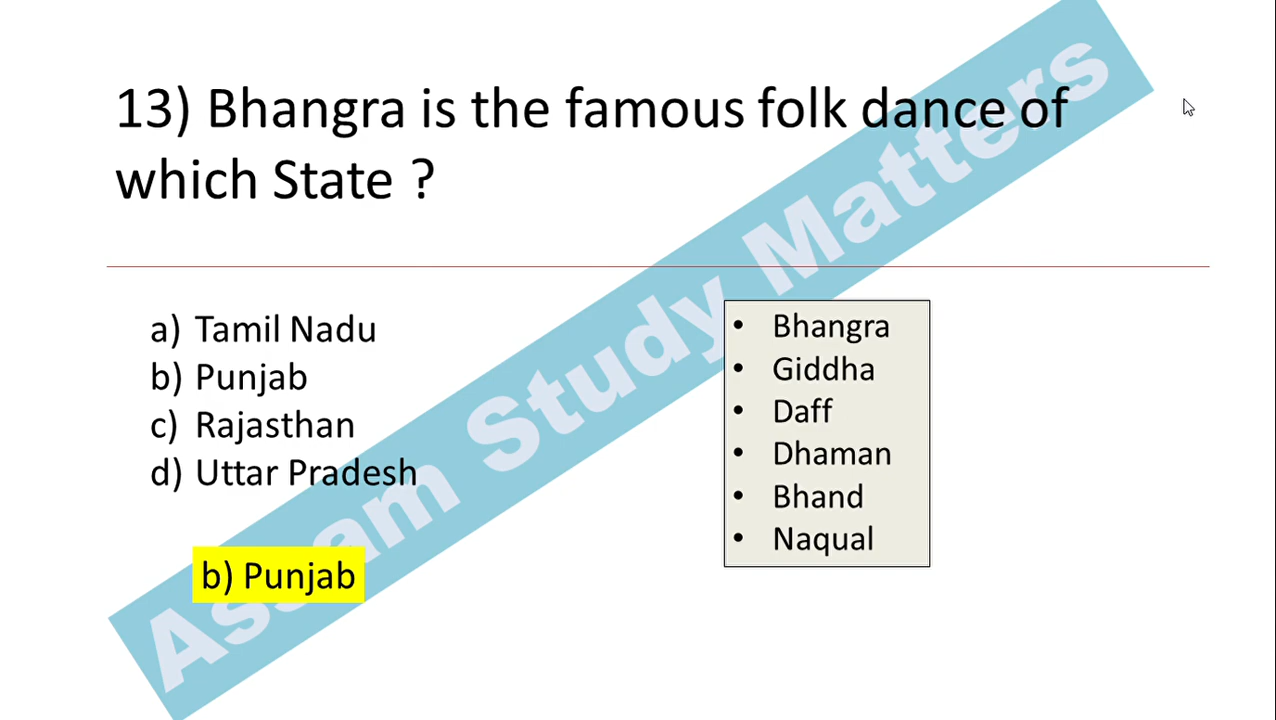 13) Bhangra is the famous folk dance of
which State ?
a) Tamil Nadu
b) Punjab
c) Rajasthan
d) Uttar Pradesh
b) Punjab
• Bhangra
• Giddha
• Daff
• Dhaman
• Bhand
• Naqual
Assam Study Matters